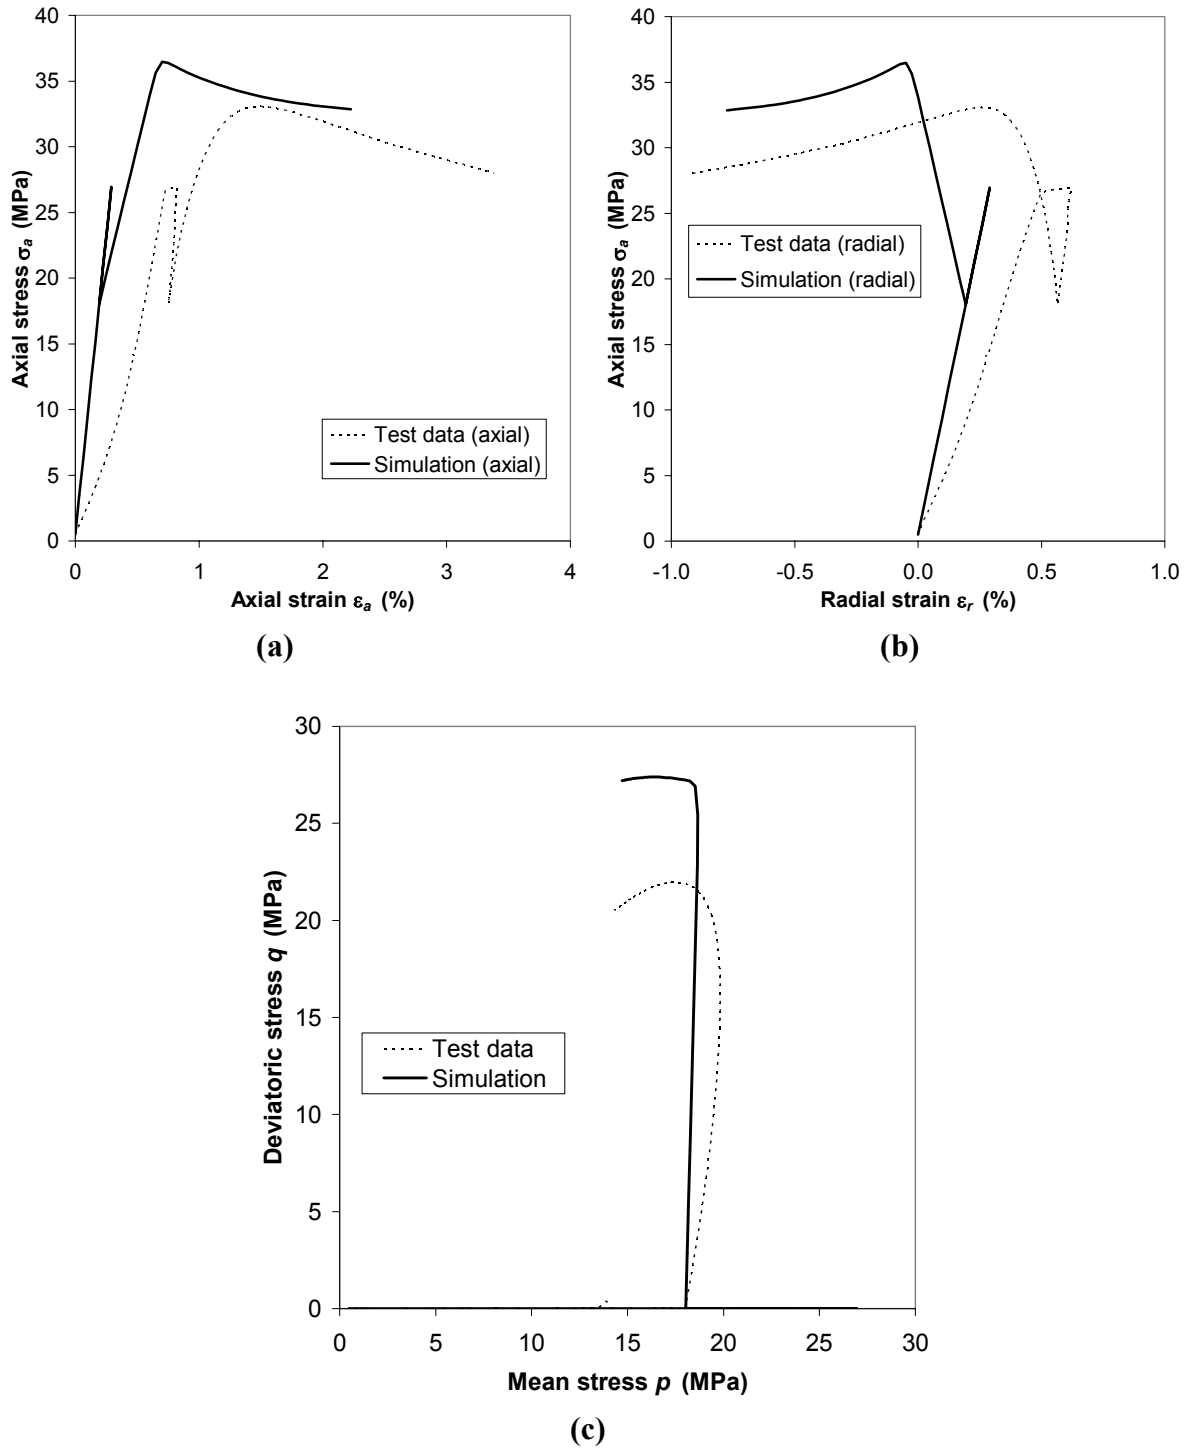 40
35
30
25
20
15
10
5
0
Axial stress σa (MPa)
Test data (axial)
Simulation (axial)
0 1 2 3 4
Axial strain εa (%)
(a)
40
35
30
25
20
15
10
5
0
Axial stress σa (MPa)
Test data (radial)
Simulation (radial)
-1.0 -0.5 0.0 0.5 1.0
Radial strain εr (%)
(b)
30
25
20
15
10
5
0
Deviatoric stress q (MPa)
Test data
Simulation
0 5 10 15 20 25 30
Mean stress p (MPa)
(c)